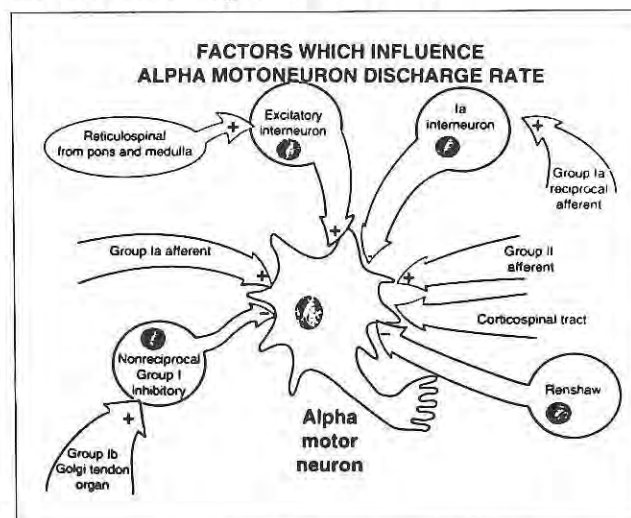 FACTORS WHICH INFLUENCE
ALPHA MOTONEURON DISCHARGE RATE
Excitatory
interneuron
+
Ia
interneuron
+
Reticulospinal
from pons and medulla
Group Ia
reciprocal
afferent
+
-
Group Ia afferent
+
Group II
afferent
+
-
Corticospinal tract
-
Nonreciprocal
Group I
inhibitory
+
Renshaw
Group Ib
Golgi tendon
organ
Alpha
motor
neuron